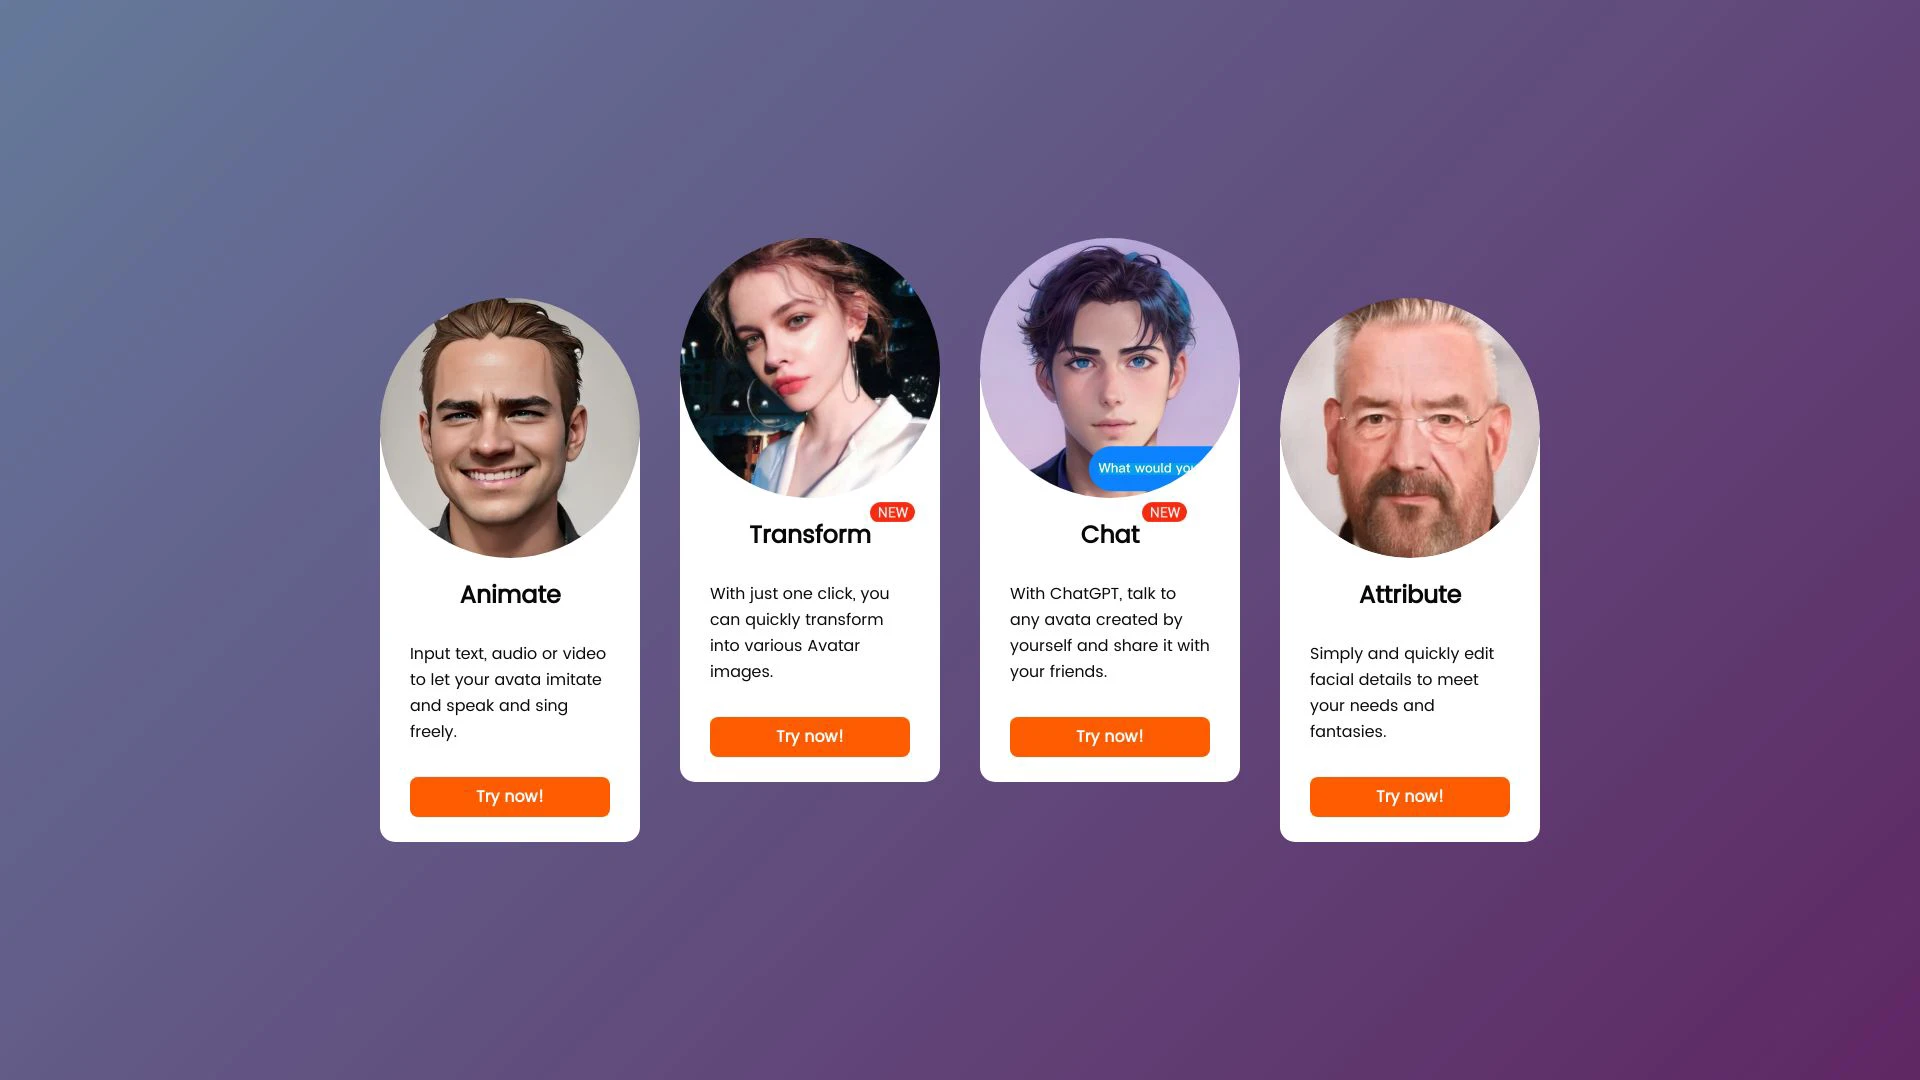 Animate
Input text, audio or video
to let your avata imitate
and speak and sing
freely.
Try now!
Transform
NEW
With just one click, you
can quickly transform
into various Avatar
images.
Try now!
What would you
Chat
NEW
With ChatGPT, talk to
any avata created by
yourself and share it with
your friends.
Try now!
Attribute
Simply and quickly edit
facial details to meet
your needs and
fantasies.
Try now!